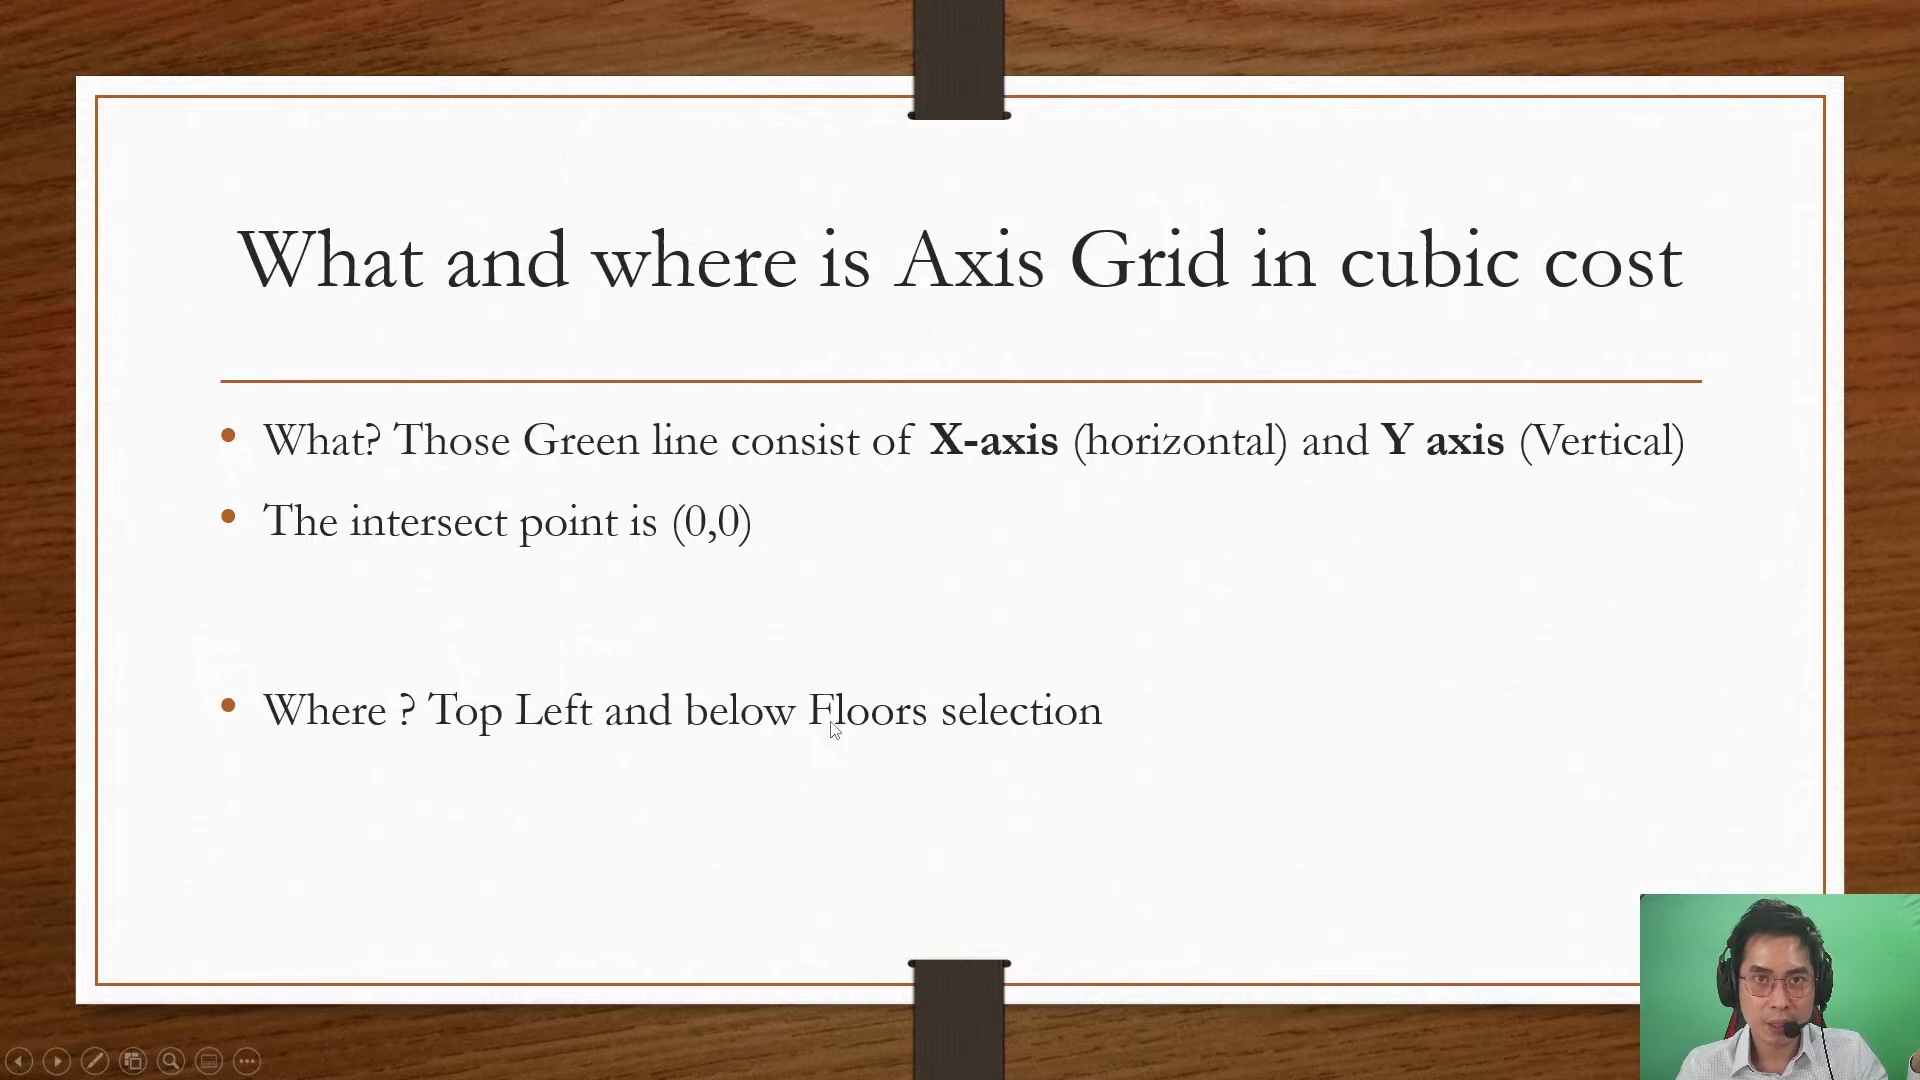 What and where is Axis Grid in cubic cost
• What? Those Green line consist of X-axis (horizontal) and Y axis (Vertical)
• The intersect point is (0,0)
• Where ? Top Left and below Floors selection